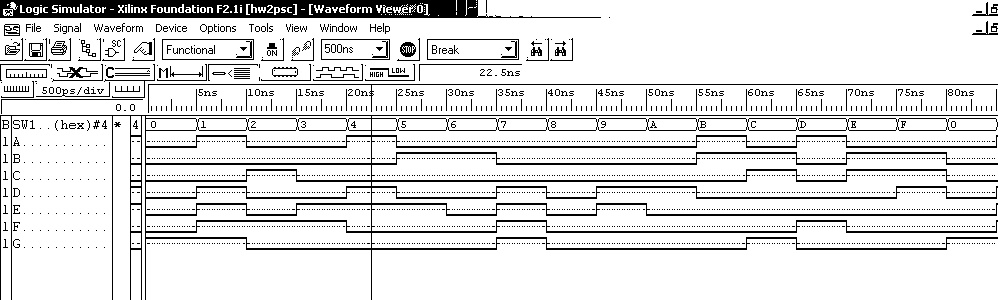 Logic Simulator - Xilinx Foundation F2.1i [hw2psc] - [Waveform Viewer 0]
File Signal Waveform Device Options Tools View Window Help
SC Functional ON 500ns STOP Break
C M HIGH LOW 22.5ns
500ps/div 5ns 10ns 15ns 20ns 25ns 30ns 35ns 40ns 45ns 50ns 55ns 60ns 65ns 70ns 75ns 80ns
0.0
B SW1..(hex)#4 * 4 0 1 2 3 4 5 6 7 8 9 A B C D E F 0
1 A
1 B
1 C
1 D
1 E
1 F
1 G